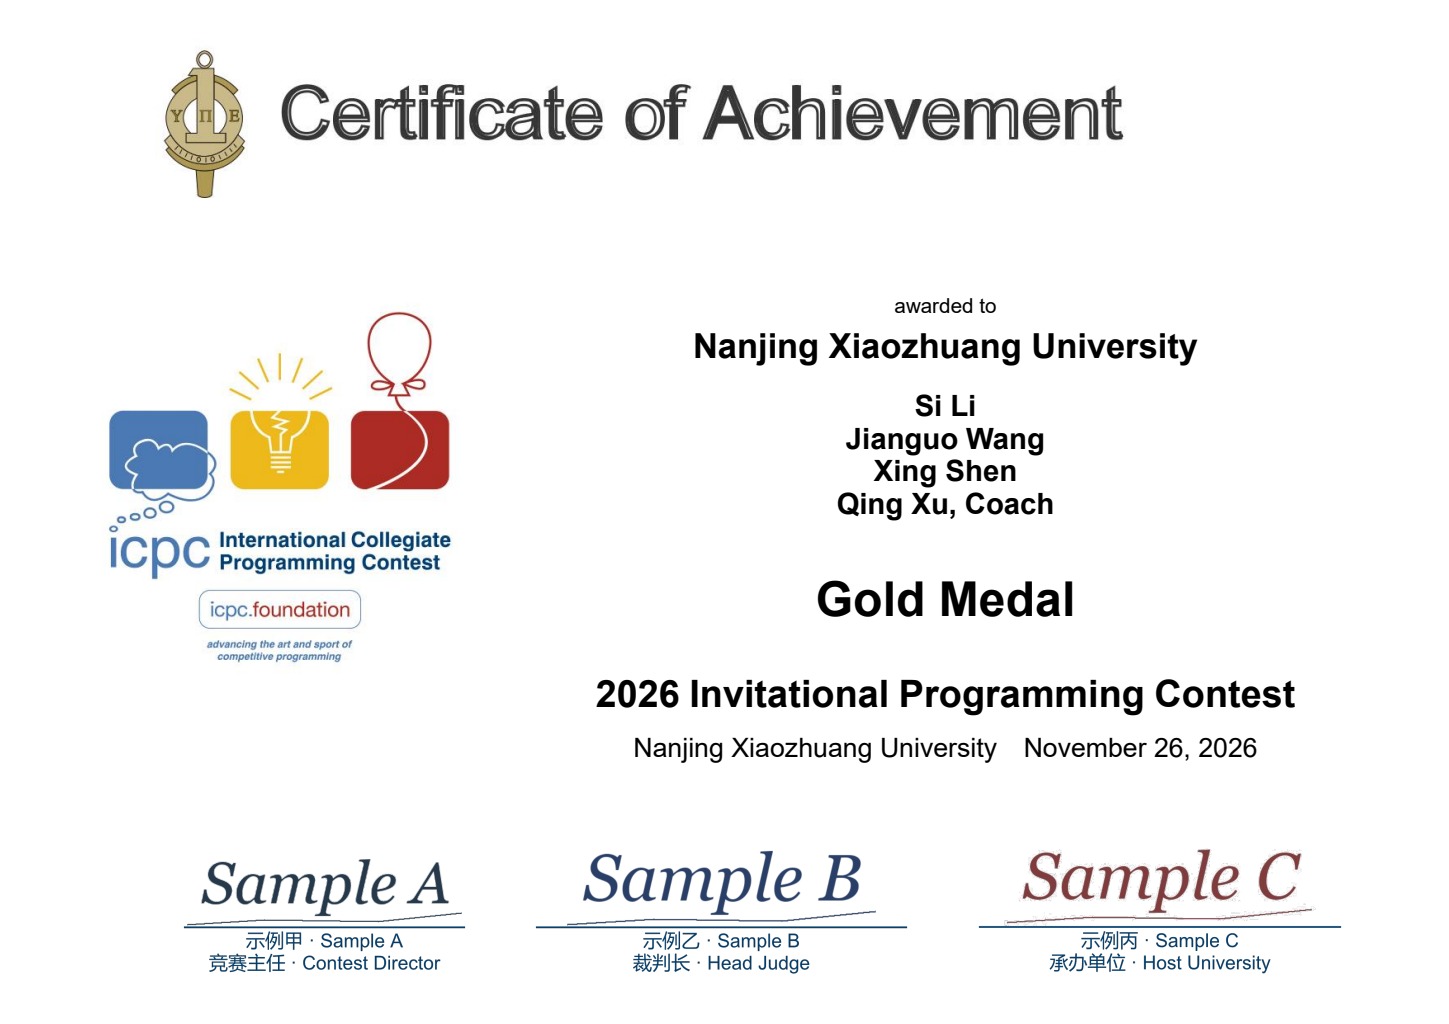 Υ Π Ε
Certificate of Achievement
awarded to
Nanjing Xiaozhuang University
Si Li
Jianguo Wang
Xing Shen
Qing Xu, Coach
icpc International Collegiate
Programming Contest
icpc.foundation
advancing the art and sport of
competitive programming
Gold Medal
2026 Invitational Programming Contest
Nanjing Xiaozhuang University November 26, 2026
Sample A
Sample B
Sample C
示例甲 · Sample A
竞赛主任 · Contest Director
示例乙 · Sample B
裁判长 · Head Judge
示例丙 · Sample C
承办单位 · Host University